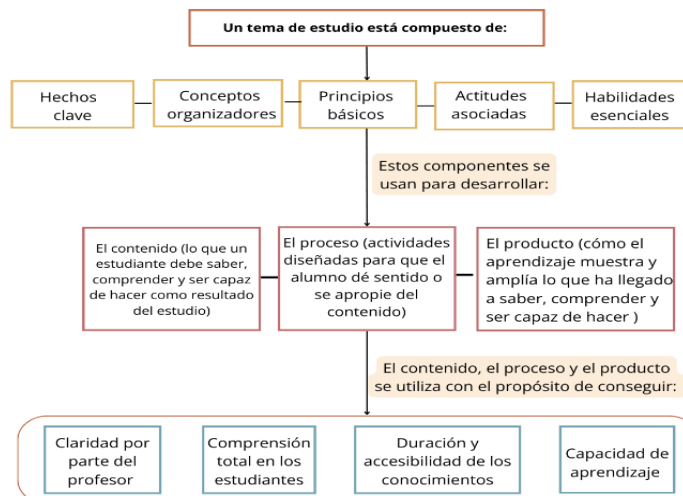 Un tema de estudio está compuesto de:
Hechos
clave
Conceptos
organizadores
Principios
básicos
Actitudes
asociadas
Habilidades
esenciales
Estos componentes se
usan para desarrollar:
El contenido (lo que un
estudiante debe saber,
comprender y ser capaz
de hacer como resultado
del estudio)
El proceso (actividades
diseñadas para que el
alumno dé sentido o
se apropie del
contenido)
El producto (cómo el
aprendizaje muestra y
amplía lo que ha llegado
a saber, comprender y
ser capaz de hacer )
El contenido, el proceso y el producto
se utiliza con el propósito de conseguir:
Claridad por
parte del
profesor
Comprensión
total en los
estudiantes
Duración y
accesibilidad de los
conocimientos
Capacidad de
aprendizaje